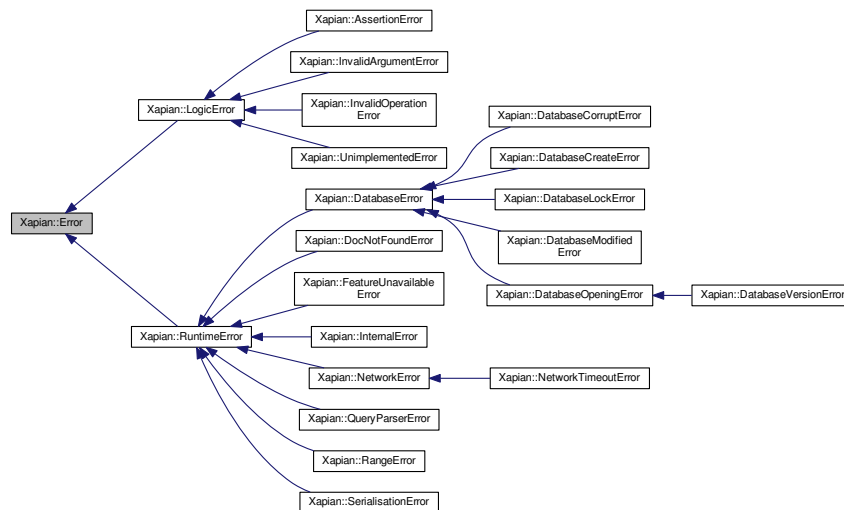 Xapian::AssertionError
Xapian::InvalidArgumentError
Xapian::LogicError
Xapian::InvalidOperation
Error
Xapian::UnimplementedError
Xapian::DatabaseCorruptError
Xapian::DatabaseCreateError
Xapian::DatabaseError
Xapian::DatabaseLockError
Xapian::Error
Xapian::DocNotFoundError
Xapian::DatabaseModified
Error
Xapian::FeatureUnavailable
Error
Xapian::DatabaseOpeningError
Xapian::DatabaseVersionError
Xapian::RuntimeError
Xapian::InternalError
Xapian::NetworkError
Xapian::NetworkTimeoutError
Xapian::QueryParserError
Xapian::RangeError
Xapian::SerialisationError